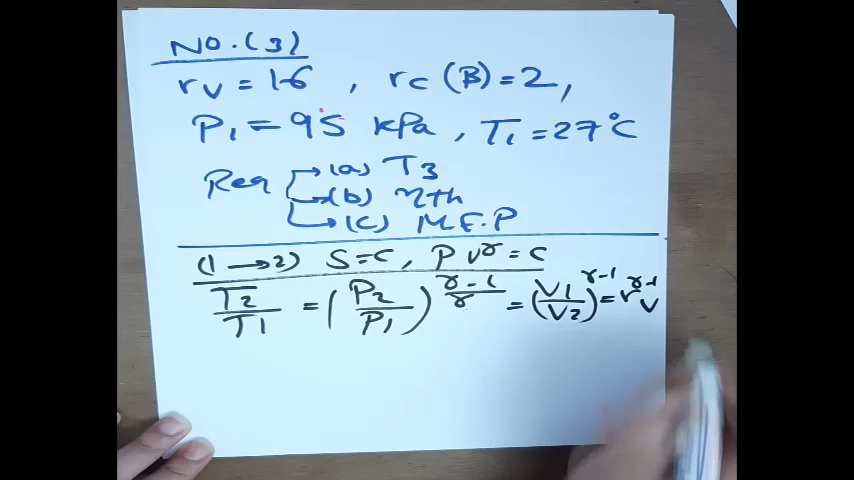 NO.(3)
rv = 16 , rc (B) = 2,
P1 = 95 kPa , T1 = 27°C
Req → (a) T3
→ (b) ηth
→ (c) M.E.P
(1 → 2) S=C, P v^γ = C
T2/T1 = (P2/P1)^(γ-1/γ) = (V1/V2)^(γ-1) = r v^(γ-1)